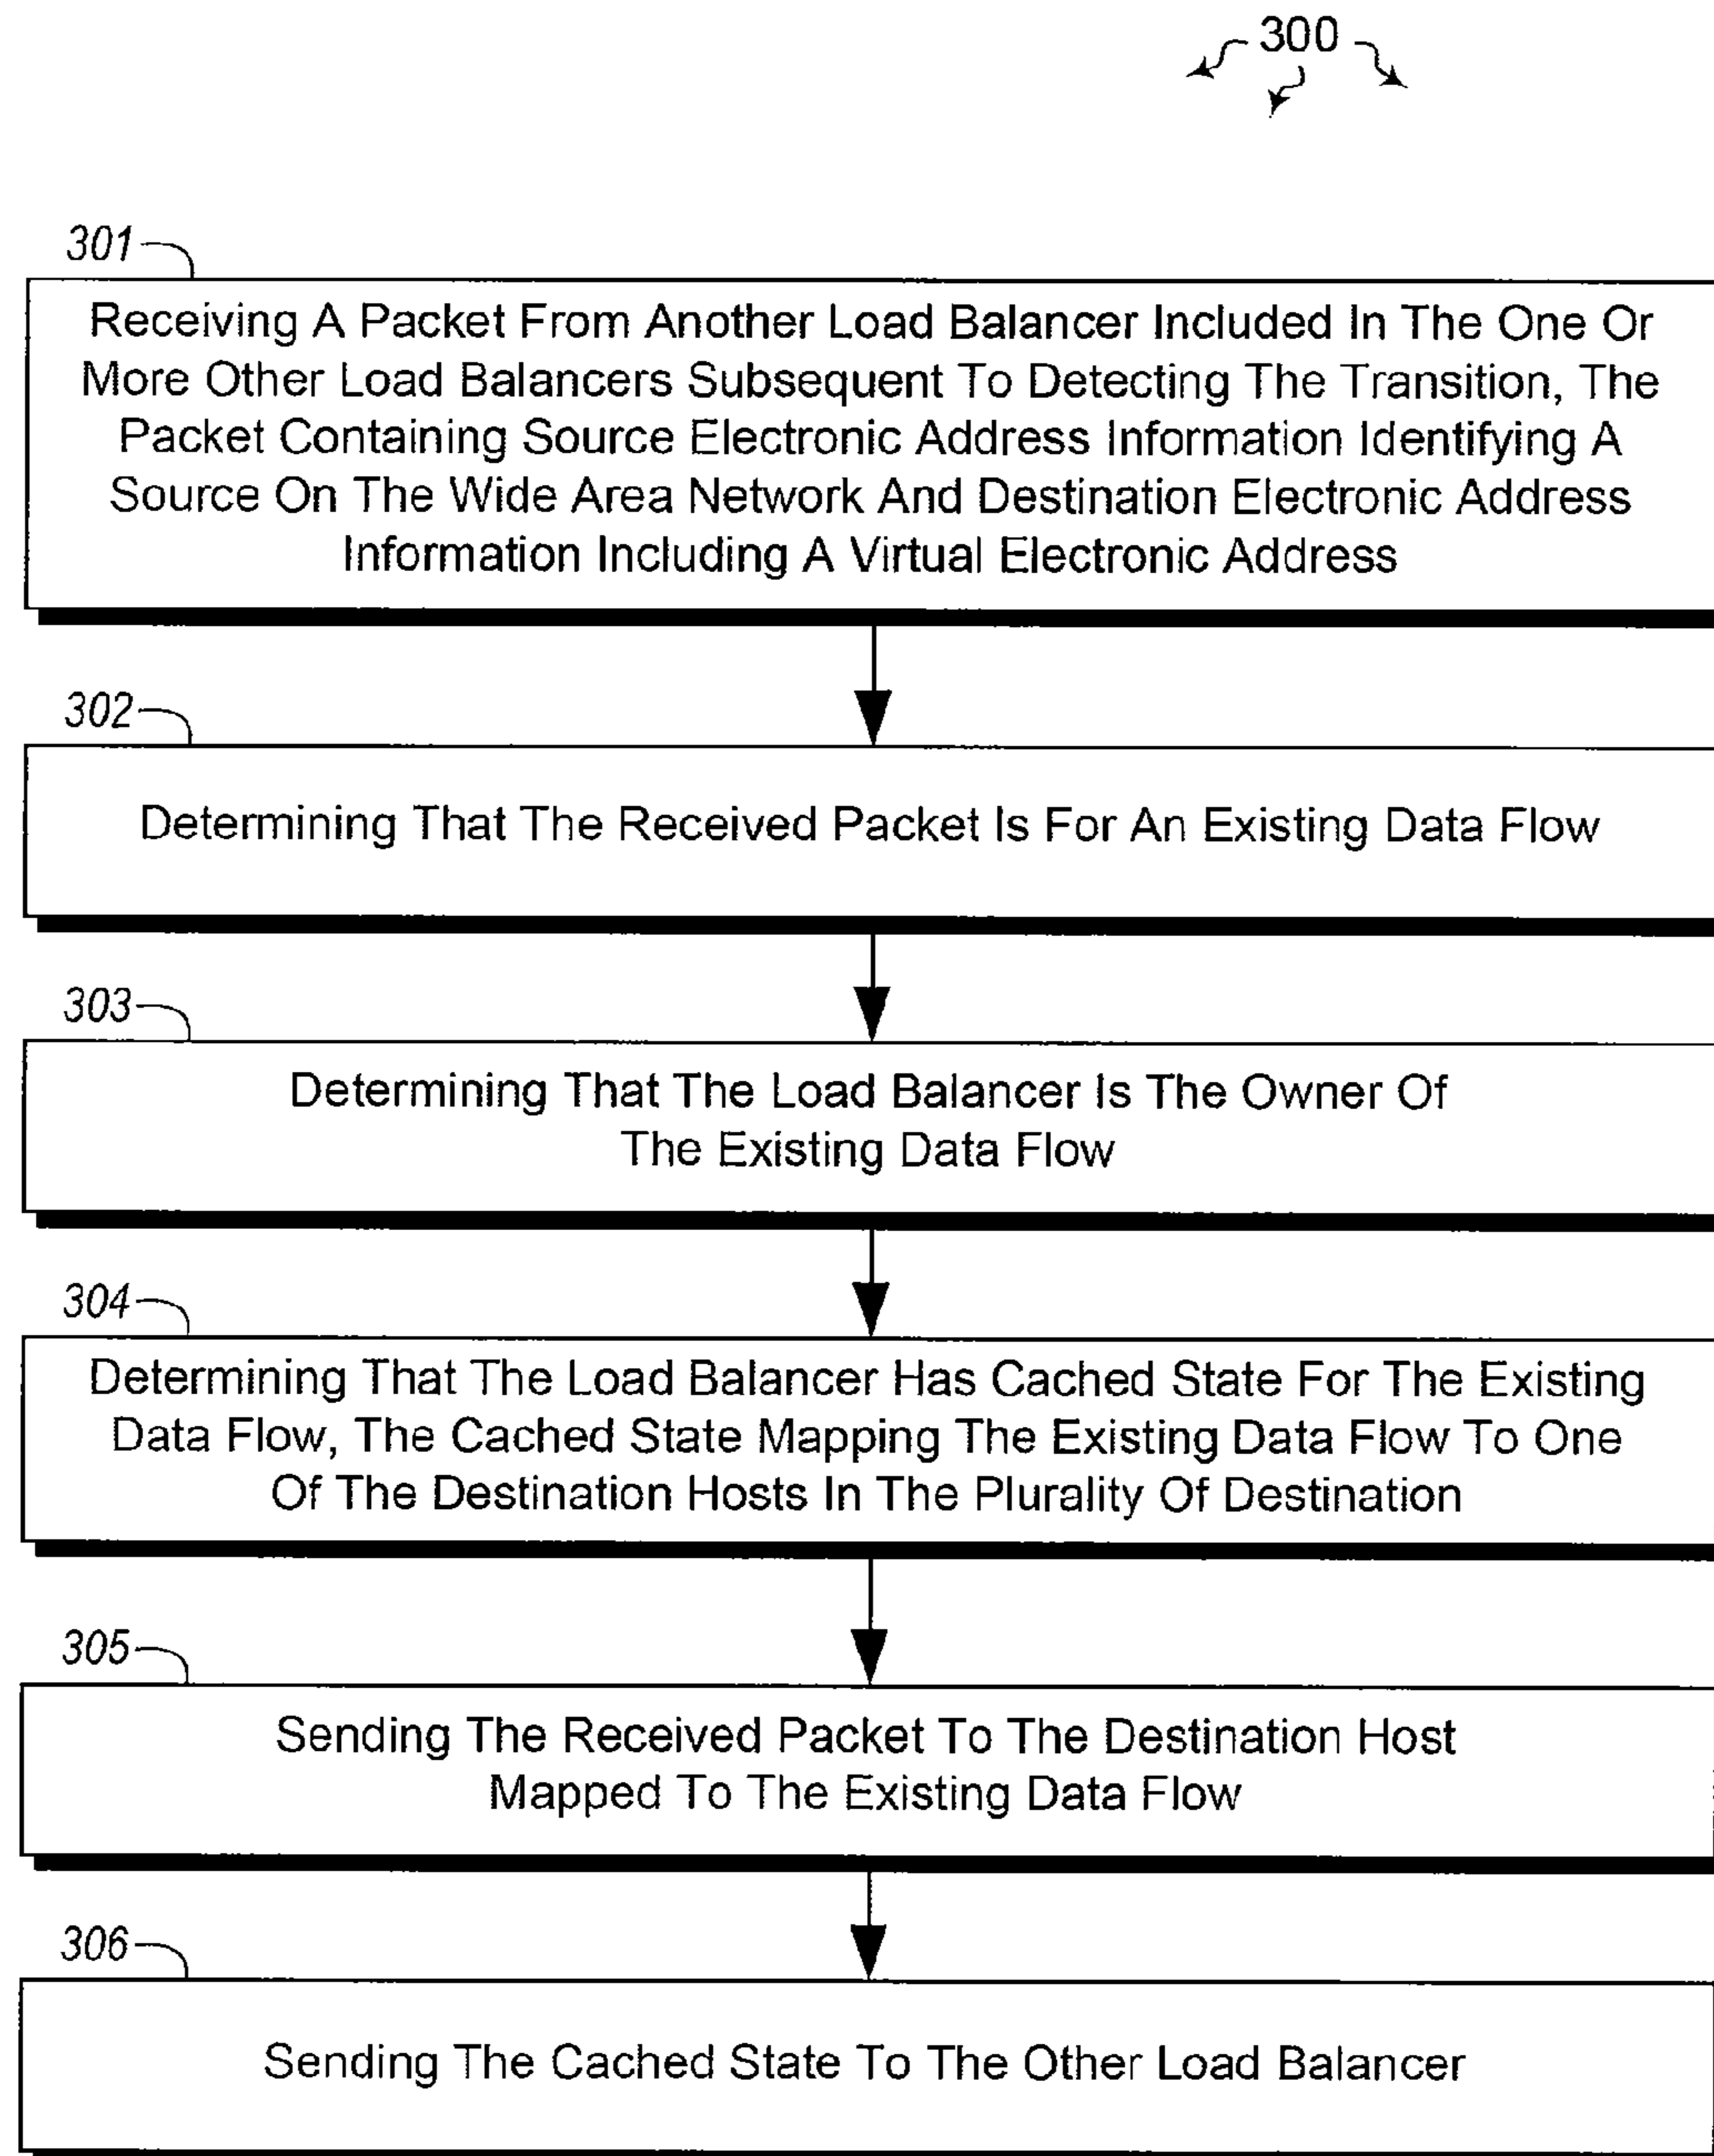 300
301
Receiving A Packet From Another Load Balancer Included In The One Or
More Other Load Balancers Subsequent To Detecting The Transition, The
Packet Containing Source Electronic Address Information Identifying A
Source On The Wide Area Network And Destination Electronic Address
Information Including A Virtual Electronic Address
302
Determining That The Received Packet Is For An Existing Data Flow
303
Determining That The Load Balancer Is The Owner Of
The Existing Data Flow
304
Determining That The Load Balancer Has Cached State For The Existing
Data Flow, The Cached State Mapping The Existing Data Flow To One
Of The Destination Hosts In The Plurality Of Destination
305
Sending The Received Packet To The Destination Host
Mapped To The Existing Data Flow
306
Sending The Cached State To The Other Load Balancer